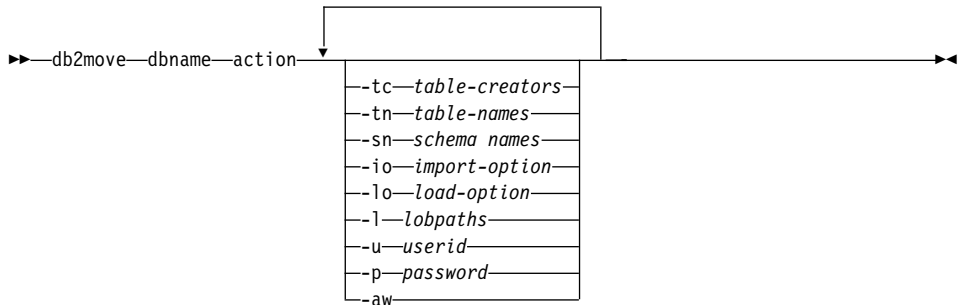 db2move dbname action
-tc table-creators
-tn table-names
-sn schema names
-io import-option
-lo load-option
-l lobpaths
-u userid
-p password
-aw